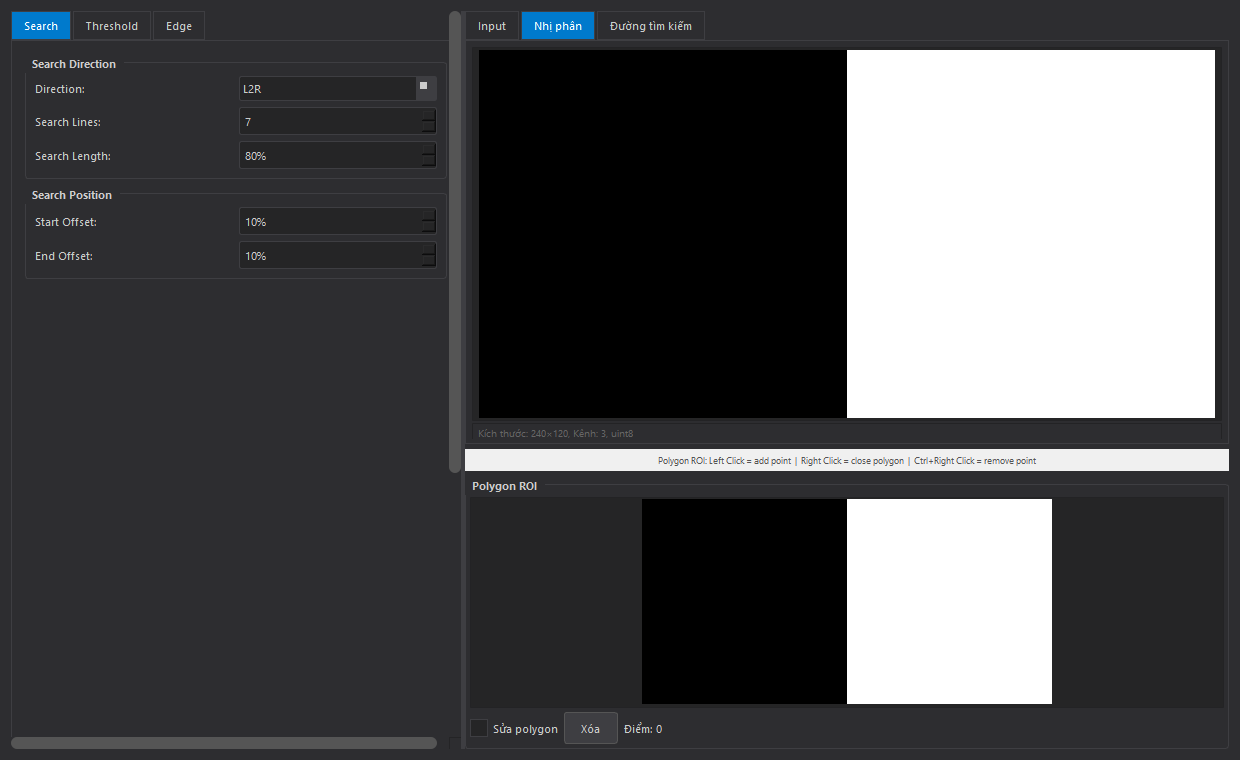 Search Threshold Edge
Search Direction
Direction: L2R
Search Lines: 7
Search Length: 80%
Search Position
Start Offset: 10%
End Offset: 10%
Input Nhị phân Đường tìm kiếm
Kích thước: 240×120, Kênh: 3, uint8
Polygon ROI: Left Click = add point | Right Click = close polygon | Ctrl+Right Click = remove point
Polygon ROI
Sửa polygon Xóa Điểm: 0